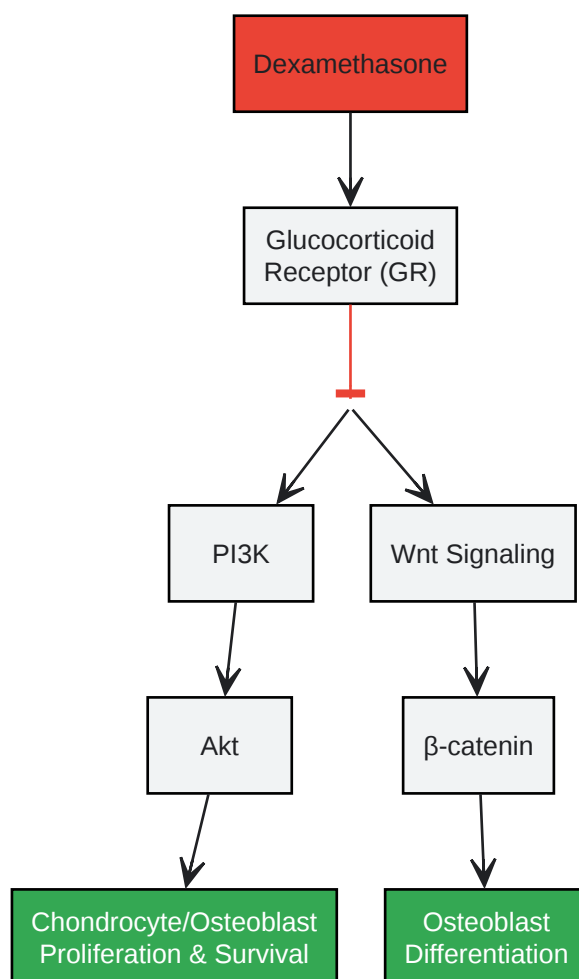 Dexamethasone
Glucocorticoid
Receptor (GR)
PI3K
Wnt Signaling
Akt
β-catenin
Chondrocyte/Osteoblast
Proliferation & Survival
Osteoblast
Differentiation